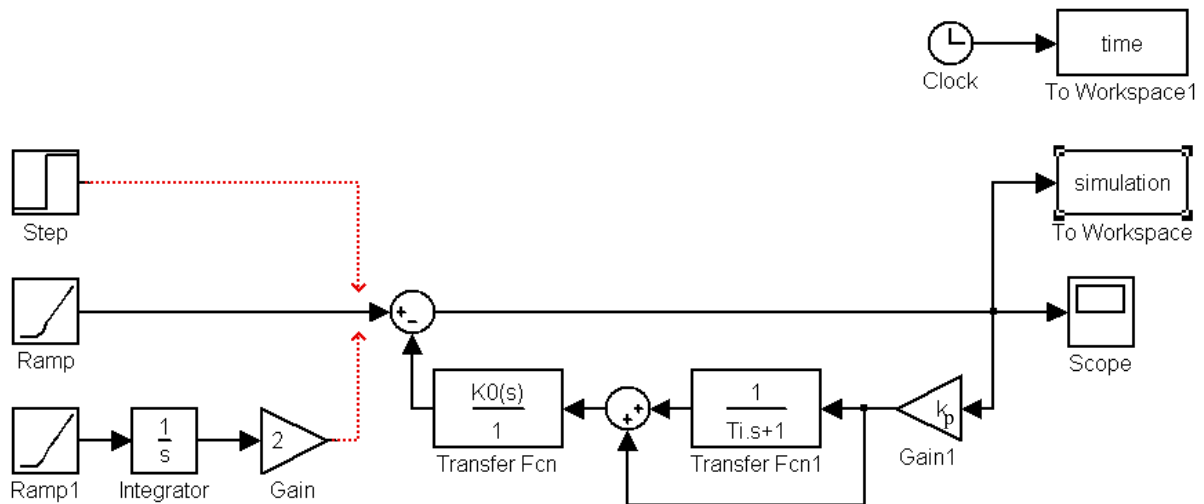 time
Clock
To Workspace1
Step
simulation
To Workspace
Ramp
+
-
Scope
K0(s)
1
Transfer Fcn
+
+
1
Ti.s+1
Transfer Fcn1
kp
Gain1
Ramp1
1
s
Integrator
2
Gain